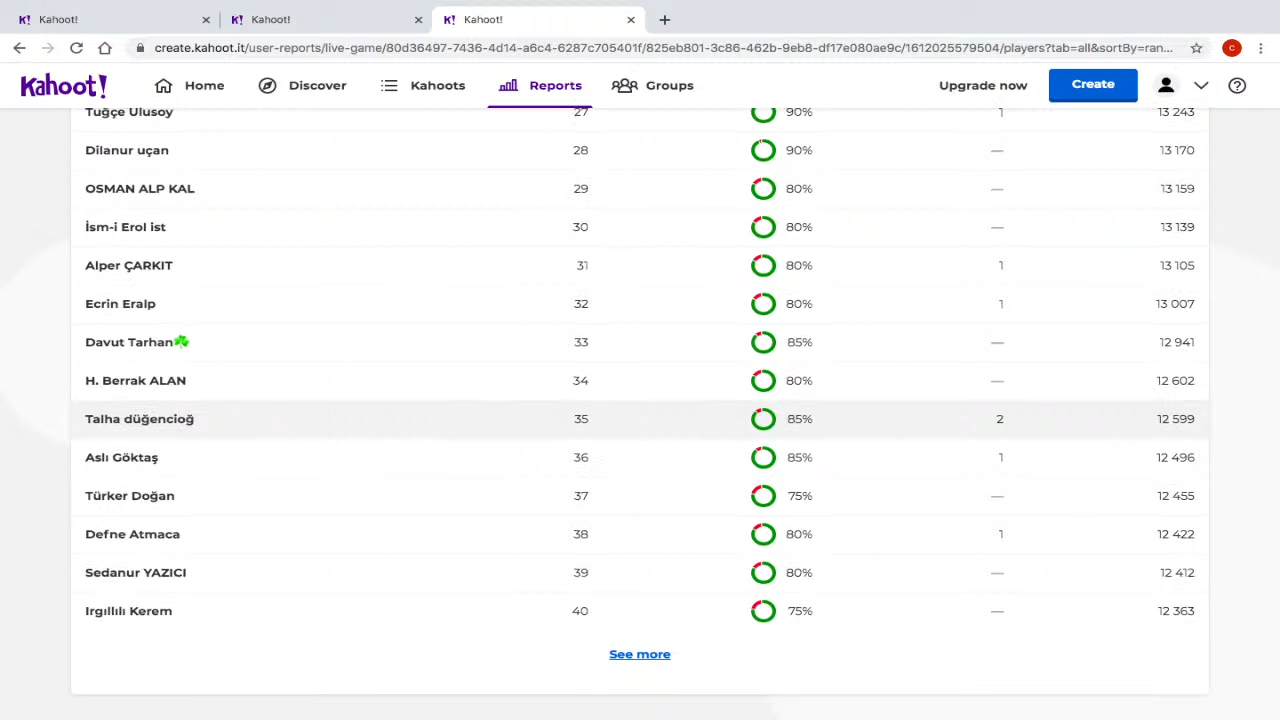 Kahoot!
Kahoot!
Kahoot!
create.kahoot.it/user-reports/live-game/80d36497-7436-4d14-a6c4-6287c705401f/825eb801-3c86-462b-9eb8-df17e080ae9c/1612025579504/players?tab=all&sortBy=ran...
C
Kahoot! Home Discover Kahoots Reports Groups Upgrade now Create
Tuğçe Ulusoy 27 90% 1 13 243
Dilanur uçan 28 90% — 13 170
OSMAN ALP KAL 29 80% — 13 159
İsm-i Erol ist 30 80% — 13 139
Alper ÇARKIT 31 80% 1 13 105
Ecrin Eralp 32 80% 1 13 007
Davut Tarhan☘️ 33 85% — 12 941
H. Berrak ALAN 34 80% — 12 602
Talha düğencioğ 35 85% 2 12 599
Aslı Göktaş 36 85% 1 12 496
Türker Doğan 37 75% — 12 455
Defne Atmaca 38 80% 1 12 422
Sedanur YAZICI 39 80% — 12 412
Irgıllılı Kerem 40 75% — 12 363
See more